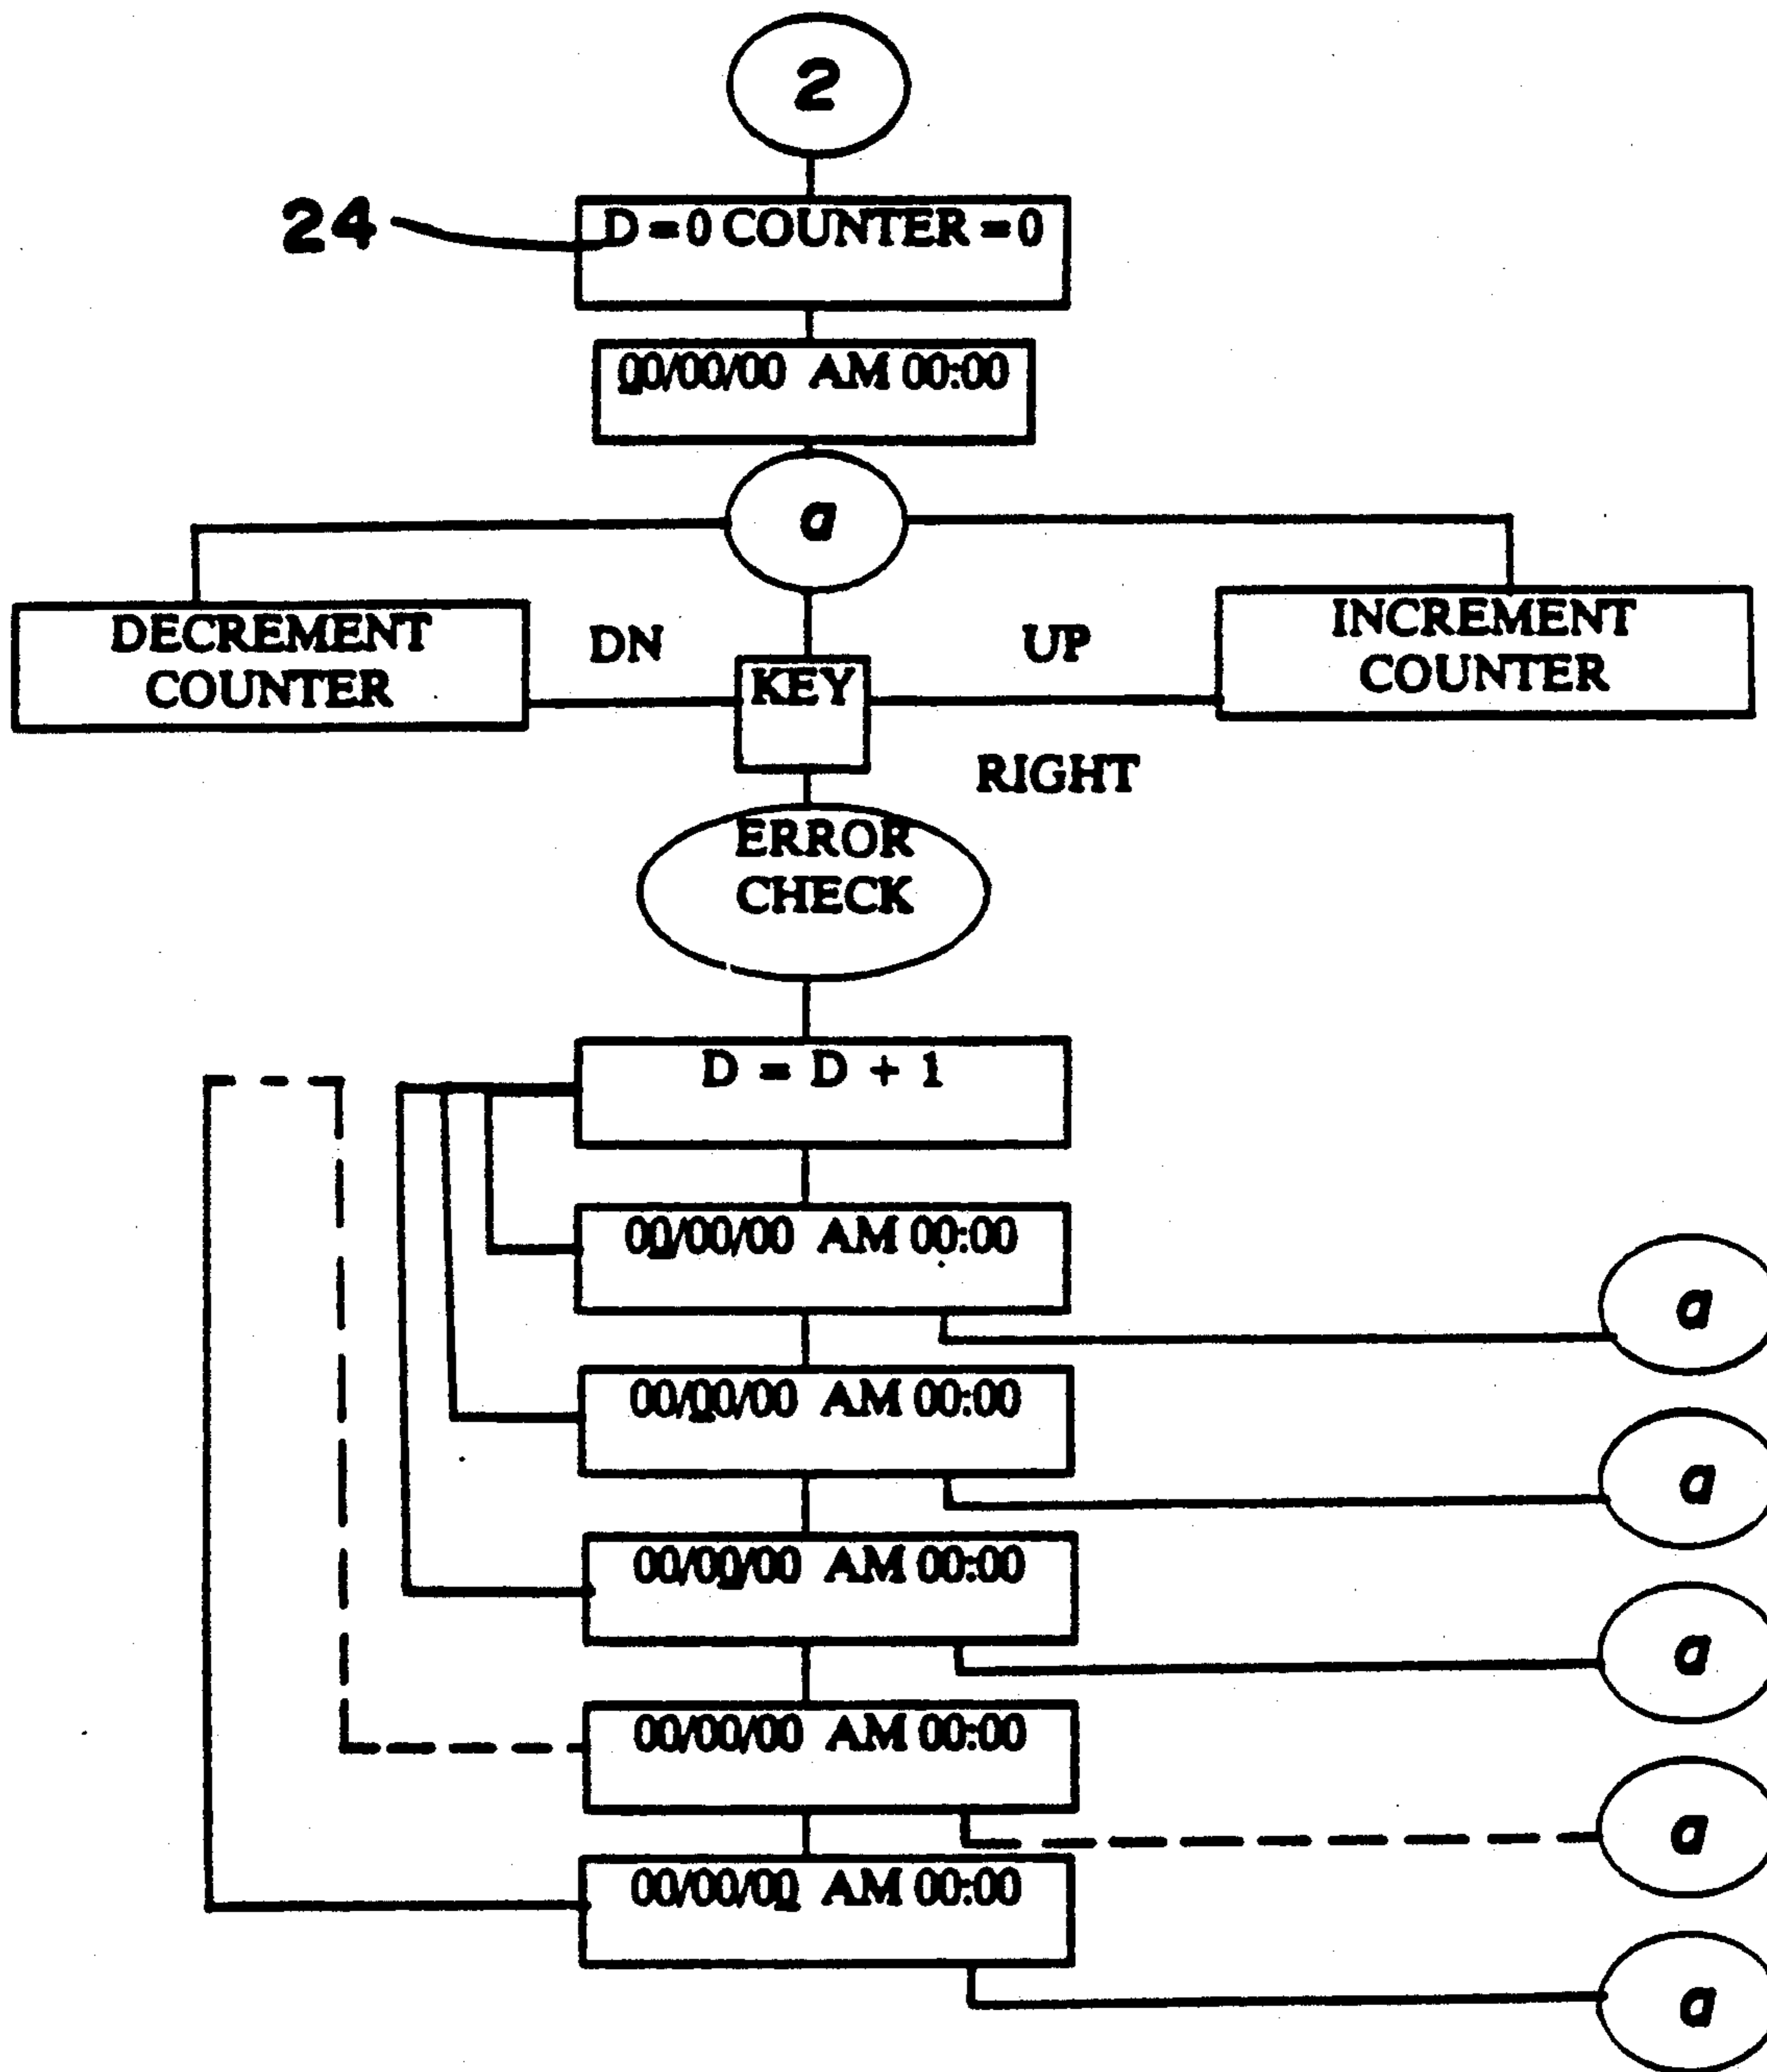 2
24
D = 0 COUNTER = 0
00/00/00 AM 00:00
a
DECREMENT
COUNTER
DN
KEY
UP
INCREMENT
COUNTER
RIGHT
ERROR
CHECK
D = D + 1
00/00/00 AM 00:00
a
00/00/00 AM 00:00
a
00/00/00 AM 00:00
a
00/00/00 AM 00:00
a
00/00/00 AM 00:00
a